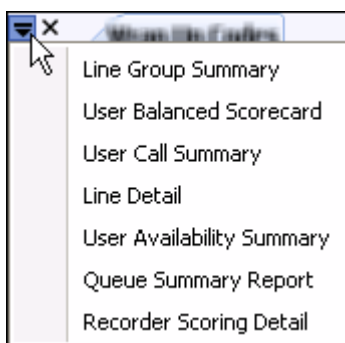 Line Group Summary
User Balanced Scorecard
User Call Summary
Line Detail
User Availability Summary
Queue Summary Report
Recorder Scoring Detail